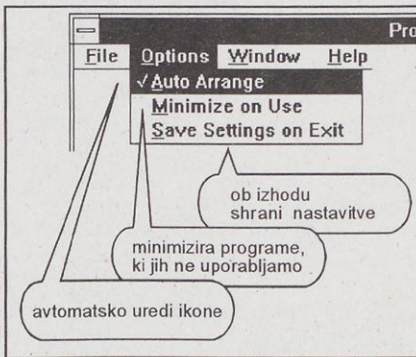 Pro
File Options Window Help
√Auto Arrange
Minimize on Use
Save Settings on Exit
ob izhodu
shrani nastavitve
minimizira programe,
ki jih ne uporabljamo
avtomatsko uredi ikone